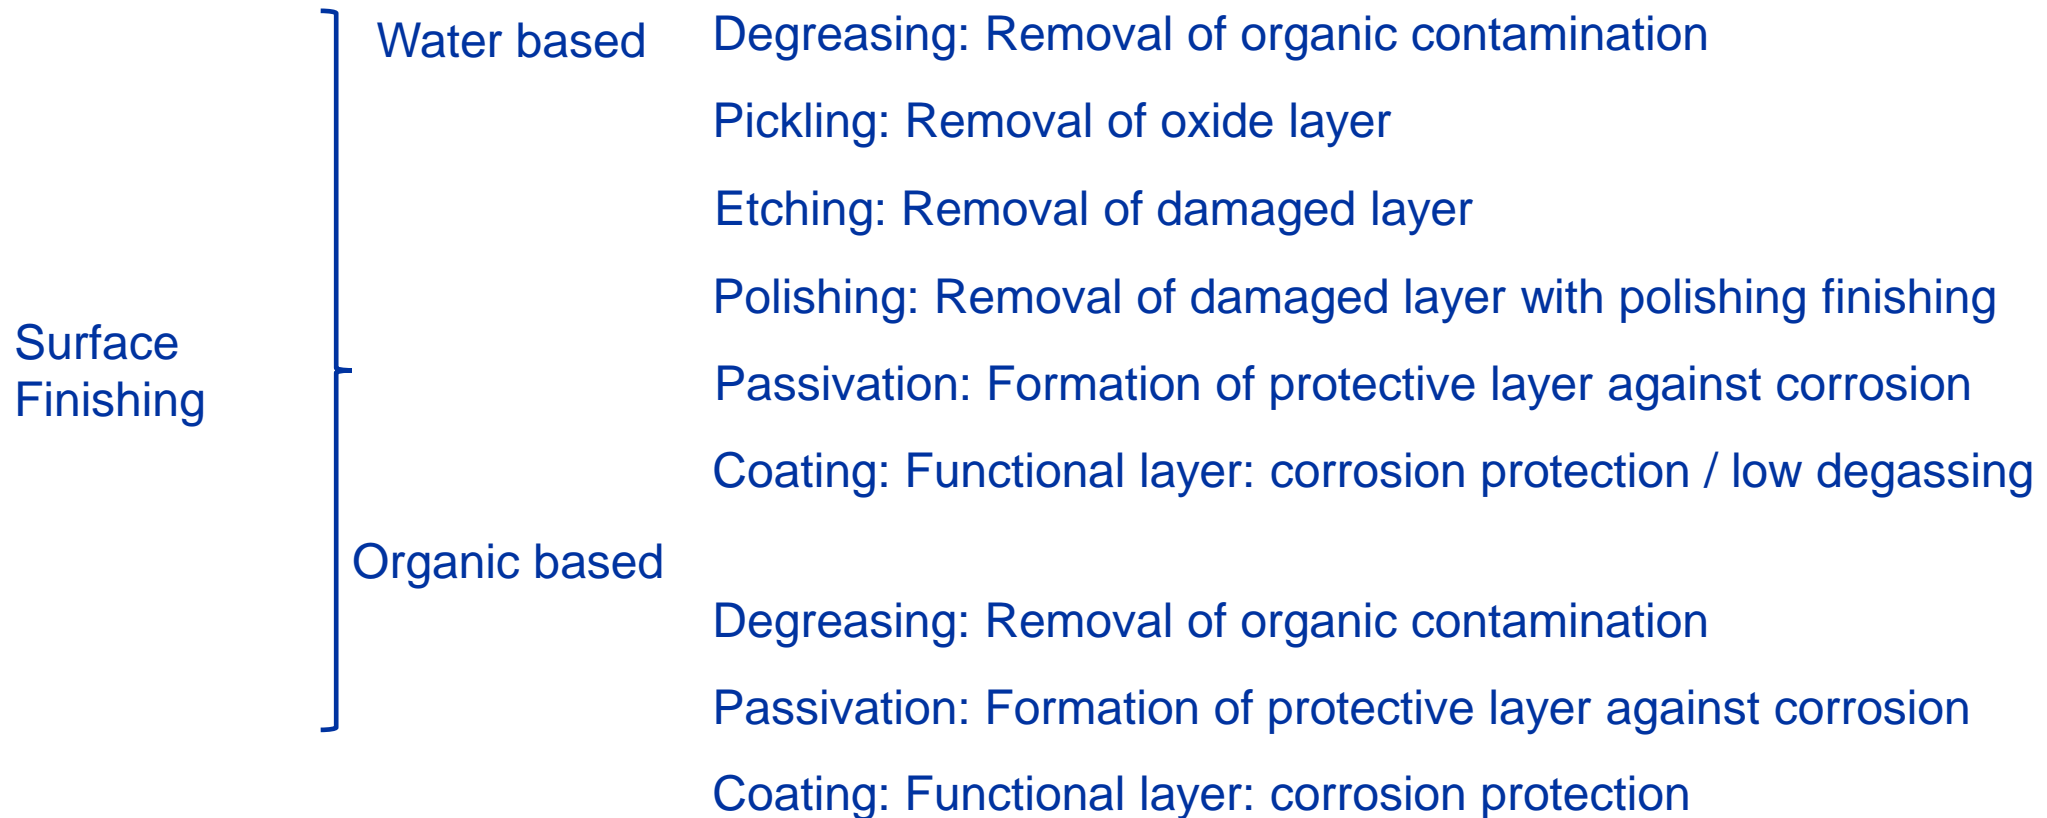 Water based
Degreasing: Removal of organic contamination
Pickling: Removal of oxide layer
Etching: Removal of damaged layer
Polishing: Removal of damaged layer with polishing finishing
Surface
Finishing
Passivation: Formation of protective layer against corrosion
Coating: Functional layer: corrosion protection / low degassing
Organic based
Degreasing: Removal of organic contamination
Passivation: Formation of protective layer against corrosion
Coating: Functional layer: corrosion protection